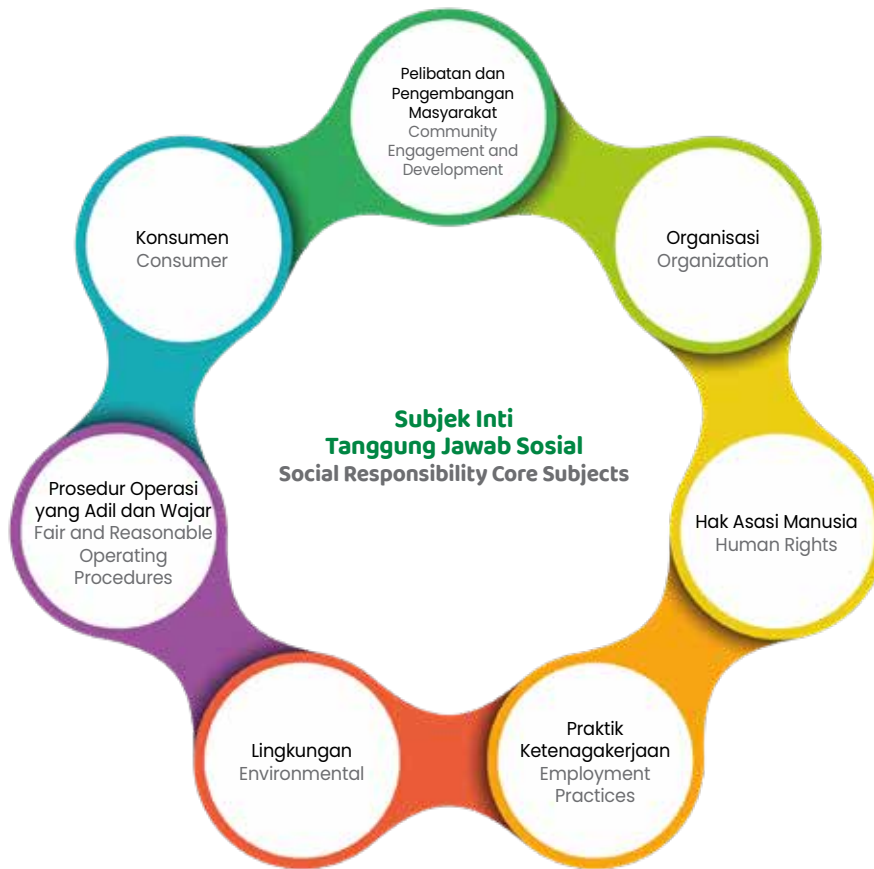 Pelibatan dan
Pengembangan
Masyarakat
Community
Engagement and
Development
Konsumen
Consumer
Organisasi
Organization
Subjek Inti
Tanggung Jawab Sosial
Social Responsibility Core Subjects
Prosedur Operasi
yang Adil dan Wajar
Fair and Reasonable
Operating
Procedures
Hak Asasi Manusia
Human Rights
Lingkungan
Environmental
Praktik
Ketenagakerjaan
Employment
Practices